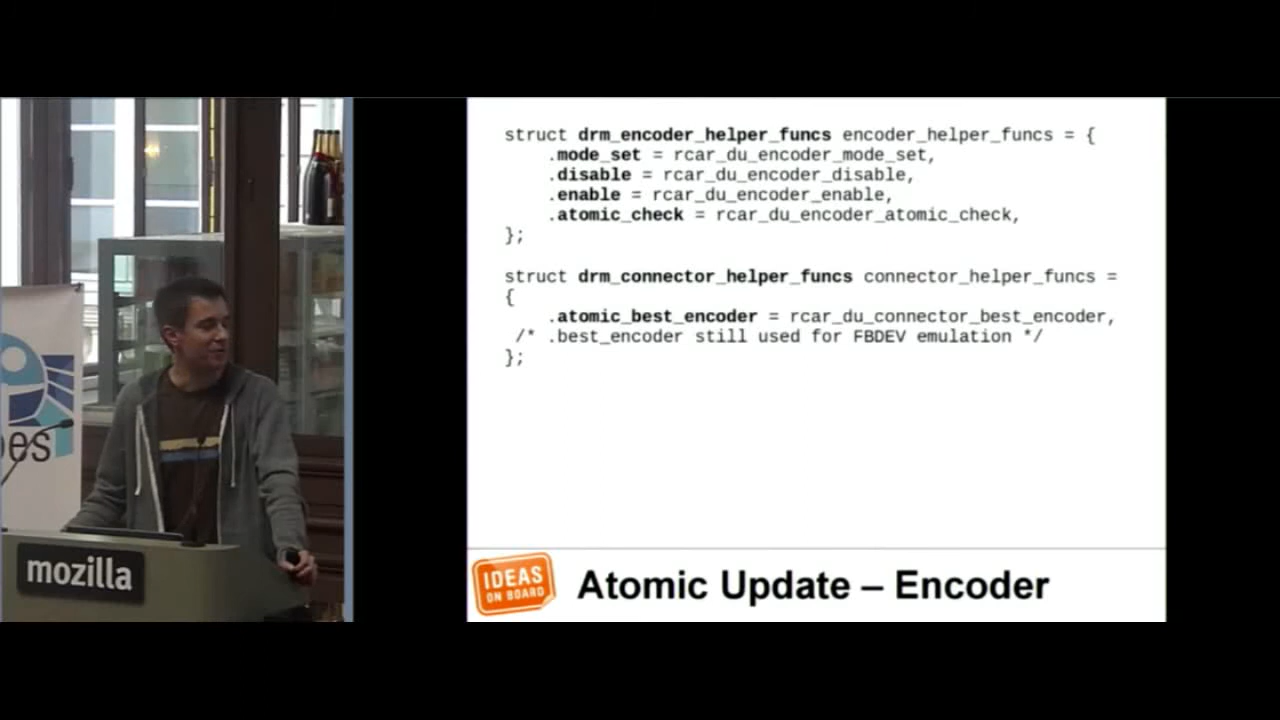 struct drm_encoder_helper_funcs encoder_helper_funcs = {
.mode_set = rcar_du_encoder_mode_set,
.disable = rcar_du_encoder_disable,
.enable = rcar_du_encoder_enable,
.atomic_check = rcar_du_encoder_atomic_check,
};
struct drm_connector_helper_funcs connector_helper_funcs =
{
.atomic_best_encoder = rcar_du_connector_best_encoder,
/* .best_encoder still used for FBDEV emulation */
};
IDEAS
ON BOARD
Atomic Update – Encoder
mozilla